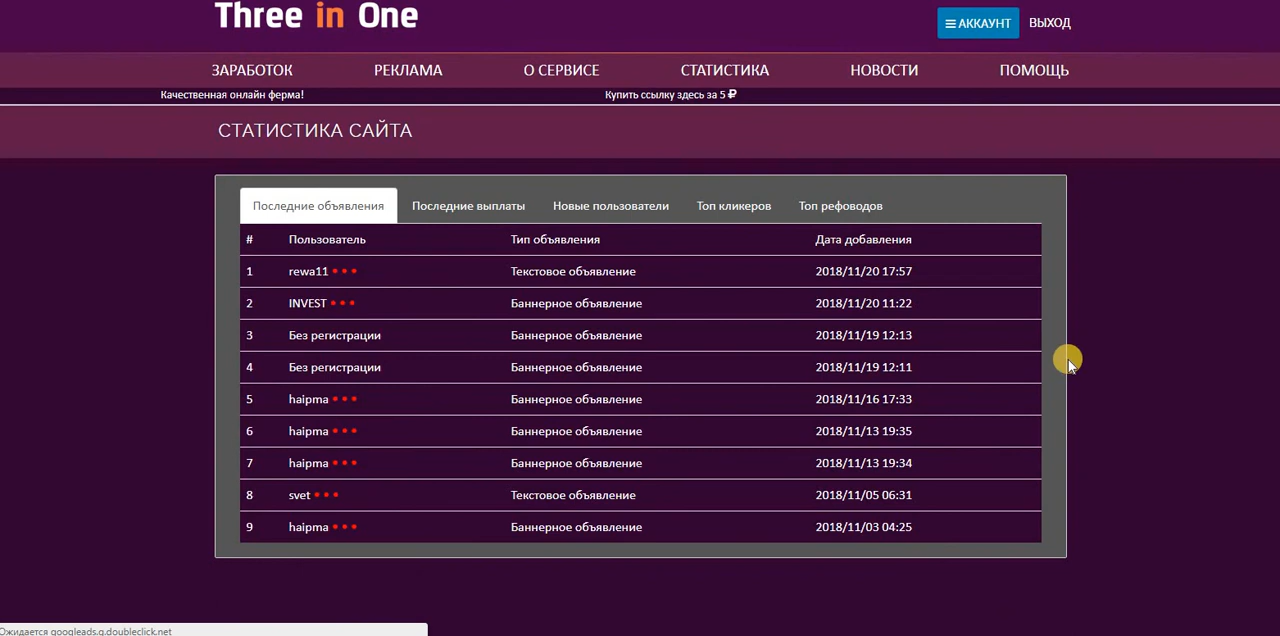 Three in One
АККАУНТ ВЫХОД
ЗАРАБОТОК РЕКЛАМА О СЕРВИСЕ СТАТИСТИКА НОВОСТИ ПОМОЩЬ
Качественная онлайн ферма! Купить ссылку здесь за 5 ₽
СТАТИСТИКА САЙТА
Последние объявления Последние выплаты Новые пользователи Топ кликеров Топ рефоводов
# Пользователь Тип объявления Дата добавления
1 rewa11 Текстовое объявление 2018/11/20 17:57
2 INVEST Баннерное объявление 2018/11/20 11:22
3 Без регистрации Баннерное объявление 2018/11/19 12:13
4 Без регистрации Баннерное объявление 2018/11/19 12:11
5 haipma Баннерное объявление 2018/11/16 17:33
6 haipma Баннерное объявление 2018/11/13 19:35
7 haipma Баннерное объявление 2018/11/13 19:34
8 svet Текстовое объявление 2018/11/05 06:31
9 haipma Баннерное объявление 2018/11/03 04:25
Ожидается googleads.g.doubleclick.net